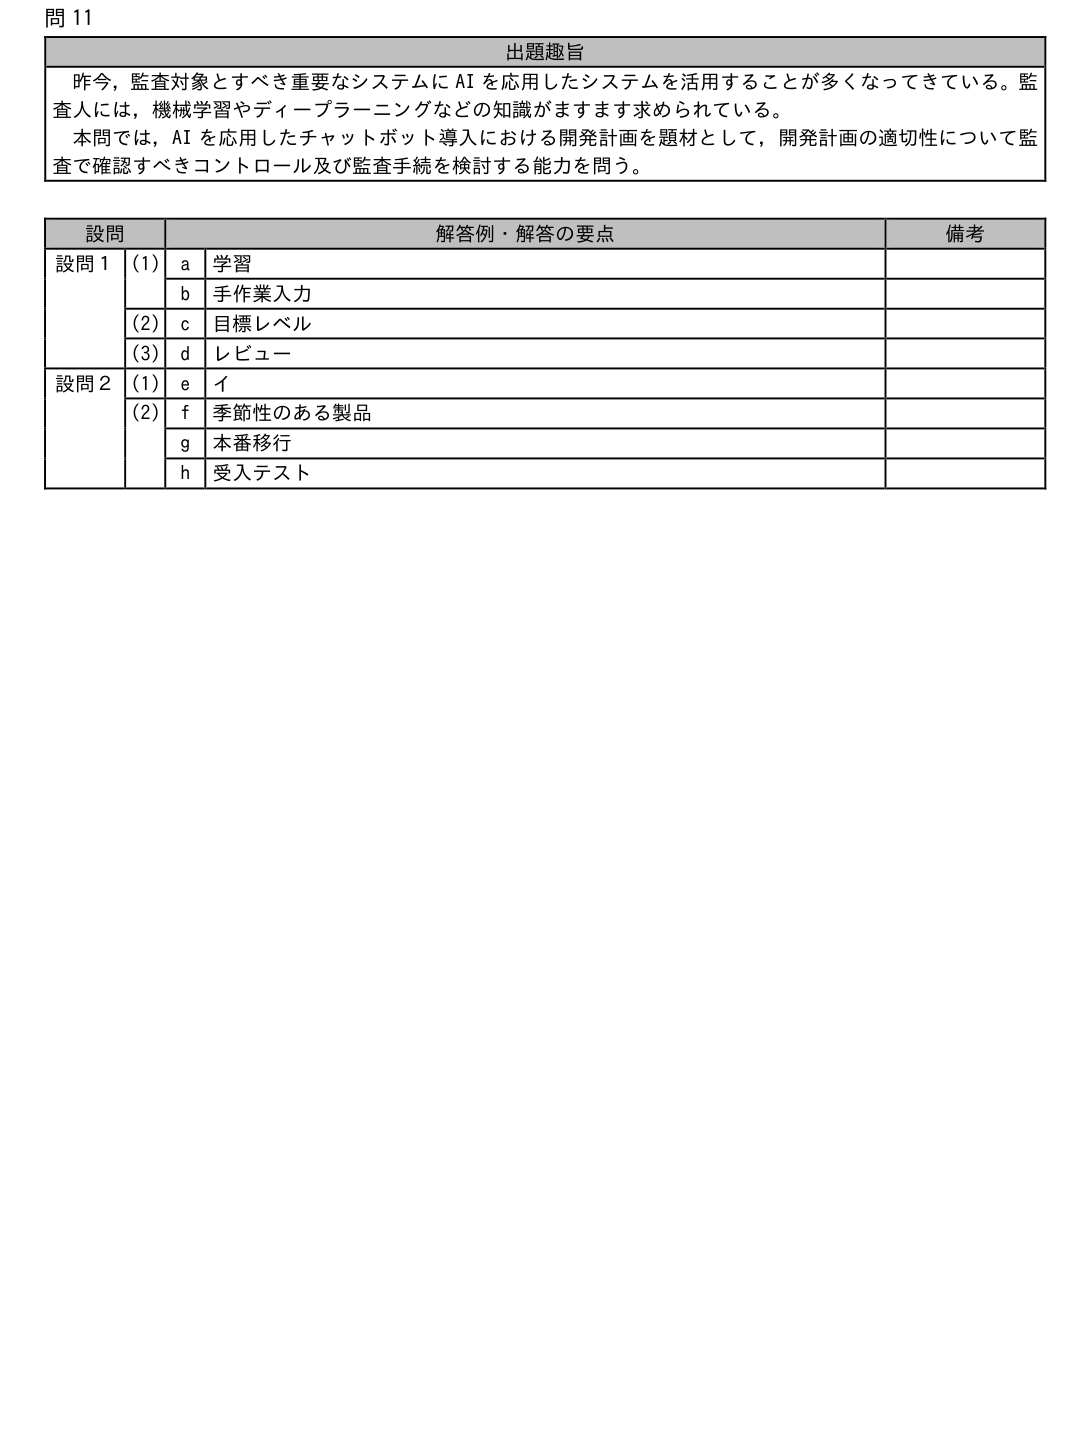 問 11
出題趣旨
　昨今，監査対象とすべき重要なシステムに AI を応用したシステムを活用することが多くなってきている。監
査人には，機械学習やディープラーニングなどの知識がますます求められている。
　本問では，AI を応用したチャットボット導入における開発計画を題材として，開発計画の適切性について監
査で確認すべきコントロール及び監査手続を検討する能力を問う。
設問 解答例・解答の要点 備考
設問１ (1) a 学習
b 手作業入力
(2) c 目標レベル
(3) d レビュー
設問２ (1) e イ
(2) f 季節性のある製品
g 本番移行
h 受入テスト